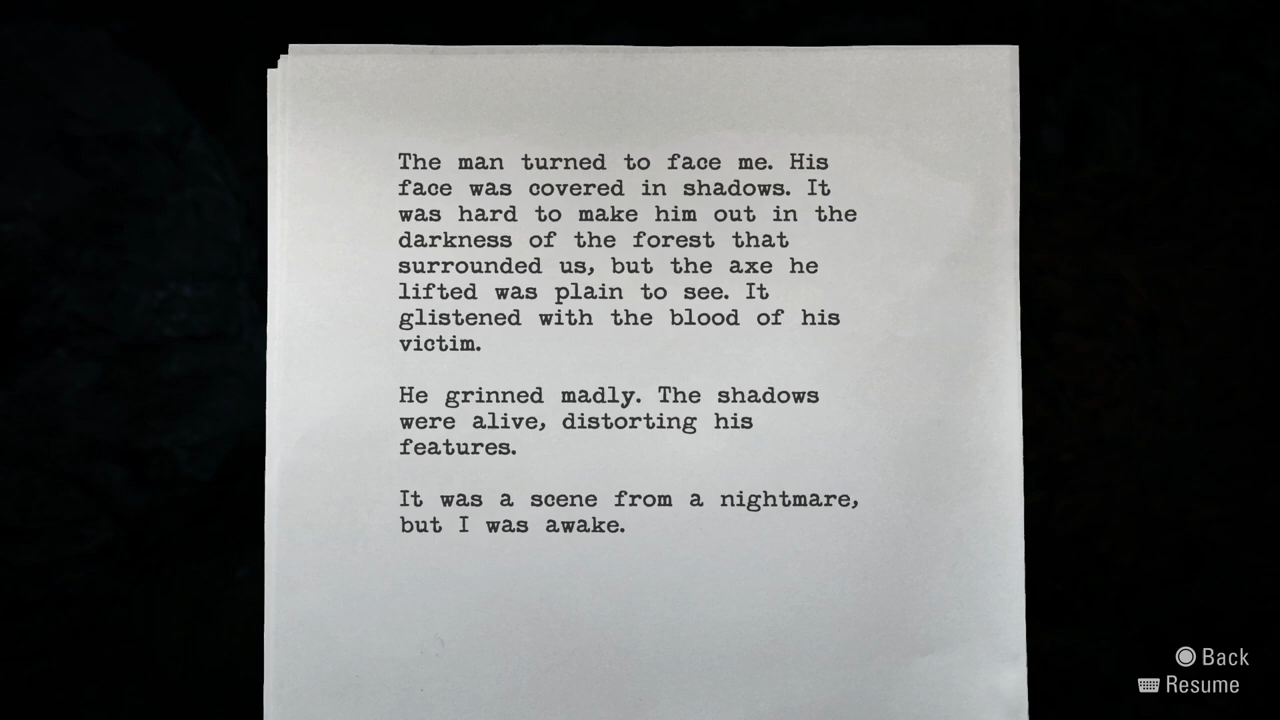 The man turned to face me. His
face was covered in shadows. It
was hard to make him out in the
darkness of the forest that
surrounded us, but the axe he
lifted was plain to see. It
glistened with the blood of his
victim.
He grinned madly. The shadows
were alive, distorting his
features.
It was a scene from a nightmare,
but I was awake.
Back
Resume